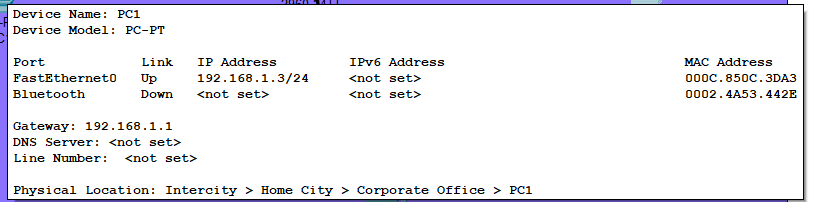 Device Name: PC1
Device Model: PC-PT
Port Link IP Address IPv6 Address MAC Address
FastEthernet0 Up 192.168.1.3/24 <not set> 000C.850C.3DA3
Bluetooth Down <not set> <not set> 0002.4A53.442E
Gateway: 192.168.1.1
DNS Server: <not set>
Line Number: <not set>
Physical Location: Intercity > Home City > Corporate Office > PC1